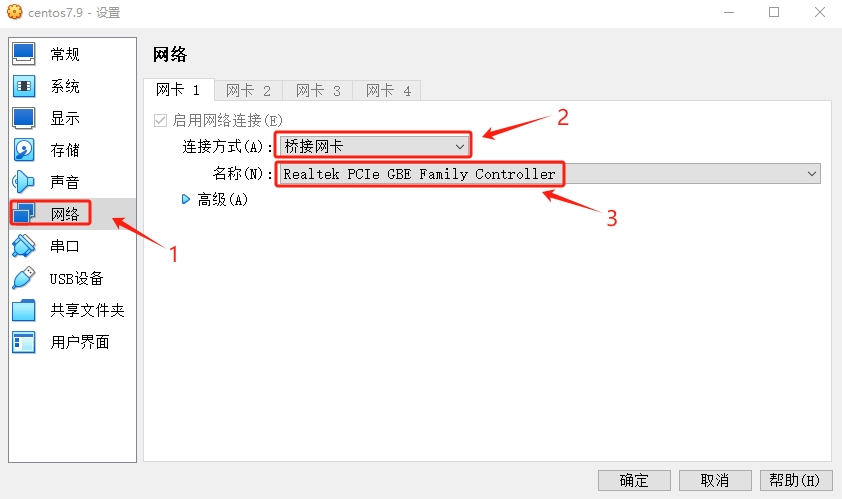 centos7.9 - 设置
常规
系统
显示
存储
声音
网络
串口
USB设备
共享文件夹
用户界面
网络
网卡 1
网卡 2
网卡 3
网卡 4
启用网络连接(E)
连接方式(A): 桥接网卡
名称(N): Realtek PCIe GBE Family Controller
高级(A)
1
2
3
确定
取消
帮助(H)